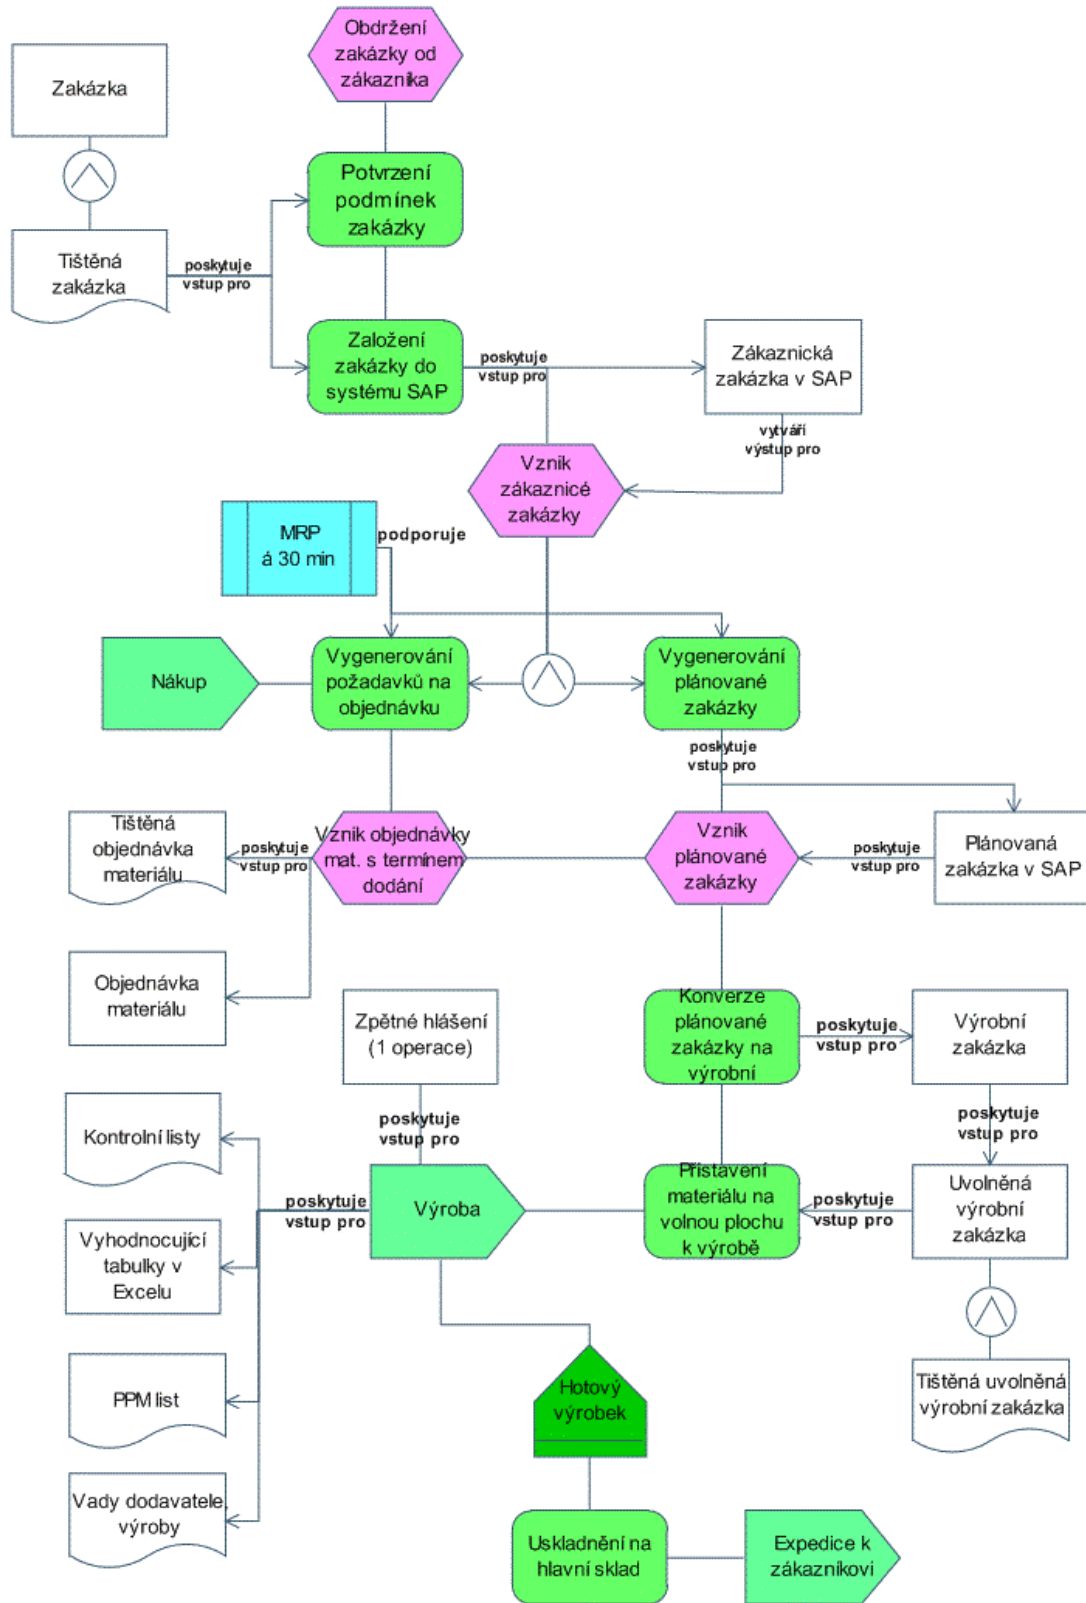 Obdržení
zakázky od
zákazníka
Zakázka
Potvrzení
podmínek
zakázky
Tištěná
zakázka
poskytuje
vstup pro
Založení
zakázky do
systému SAP
poskytuje
vstup pro
Zákaznická
zakázka v SAP
vytváří
výstup pro
Vznik
zákaznicé
zakázky
MRP
á 30 min
podporuje
Nákup
Vygenerování
požadavků na
objednávku
Vygenerování
plánované
zakázky
poskytuje
vstup pro
Tištěná
objednávka
materiálu
poskytuje
vstup pro
Vznik objednávky
mat. s termínem
dodání
Vznik
plánované
zakázky
poskytuje
vstup pro
Plánovaná
zakázka v SAP
Objednávka
materiálu
Zpětné hlášení
(1 operace)
Konverze
plánované
zakázky na
výrobní
poskytuje
vstup pro
Výrobní
zakázka
poskytuje
vstup pro
poskytuje
vstup pro
Kontrolní listy
poskytuje
vstup pro
Výroba
Přistavení
materiálu na
volnou plochu
k výrobě
poskytuje
vstup pro
Uvolněná
výrobní
zakázka
Vyhodnocující
tabulky v
Excelu
PPM list
Hotový
výrobek
Tištěná uvolněná
výrobní zakázka
Vady dodavatele,
výroby
Uskladnění na
hlavní sklad
Expedice k
zákazníkovi